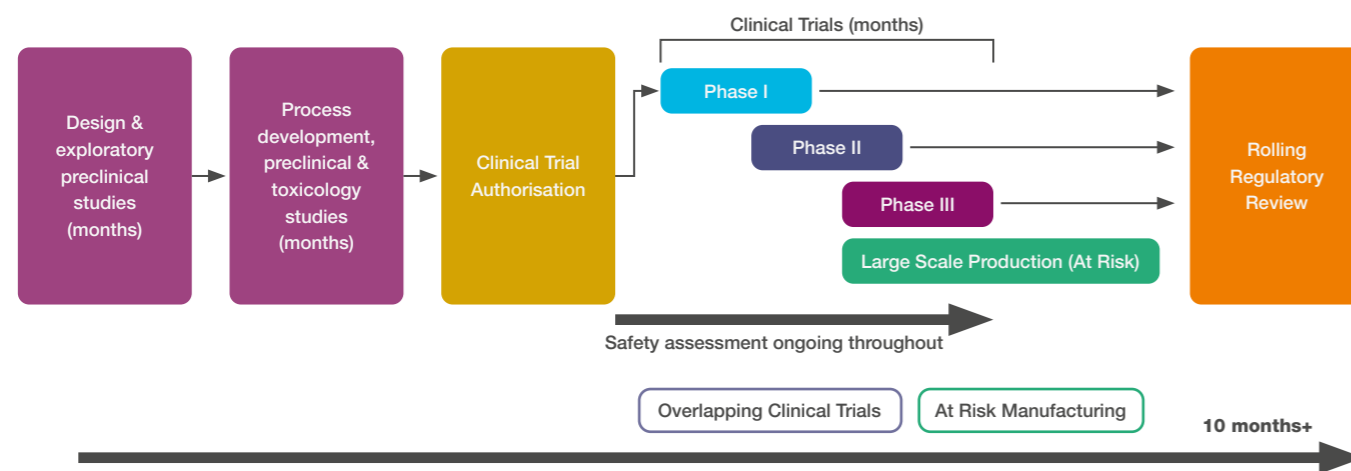 Clinical Trials (months)
Design &
exploratory
preclinical
studies
(months)
Process
development,
preclinical &
toxicology
studies
(months)
Clinical Trial
Authorisation
Phase I
Phase II
Phase III
Large Scale Production (At Risk)
Rolling
Regulatory
Review
Safety assessment ongoing throughout
Overlapping Clinical Trials
At Risk Manufacturing
10 months+